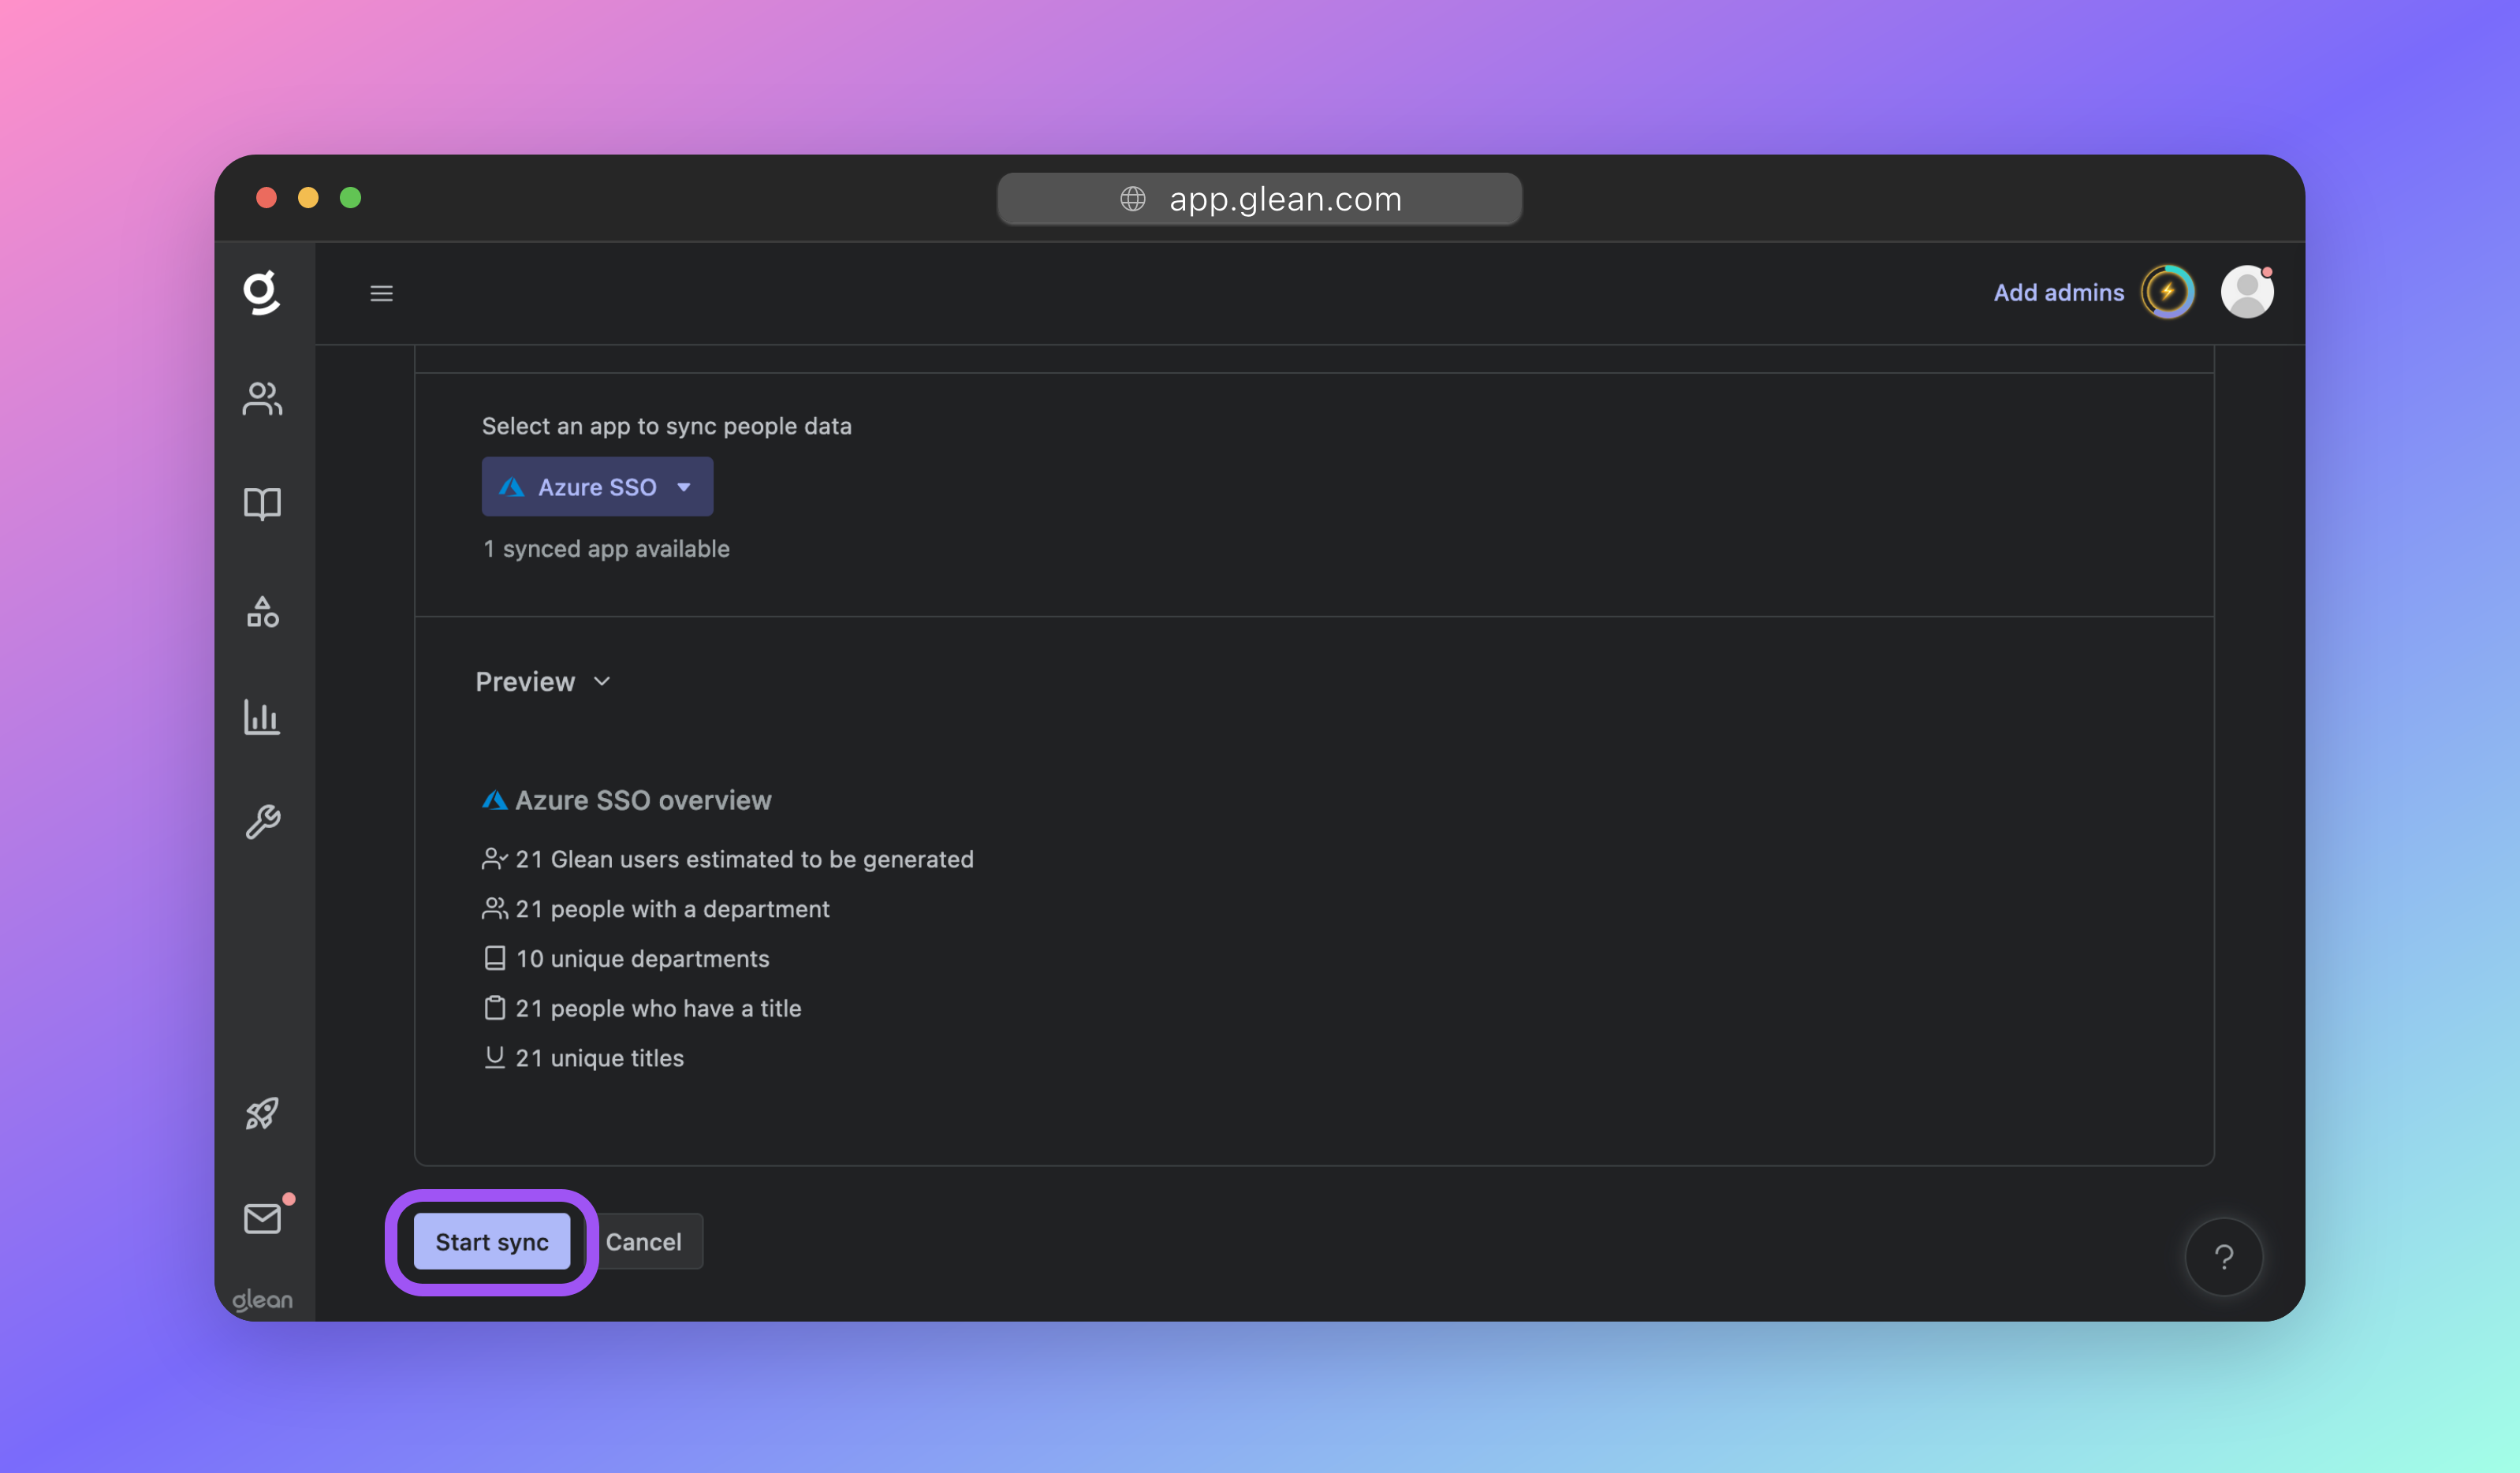 app.glean.com
Add admins
Select an app to sync people data
Azure SSO
1 synced app available
Preview
Azure SSO overview
21 Glean users estimated to be generated
21 people with a department
10 unique departments
21 people who have a title
21 unique titles
Start sync
Cancel
?
glean